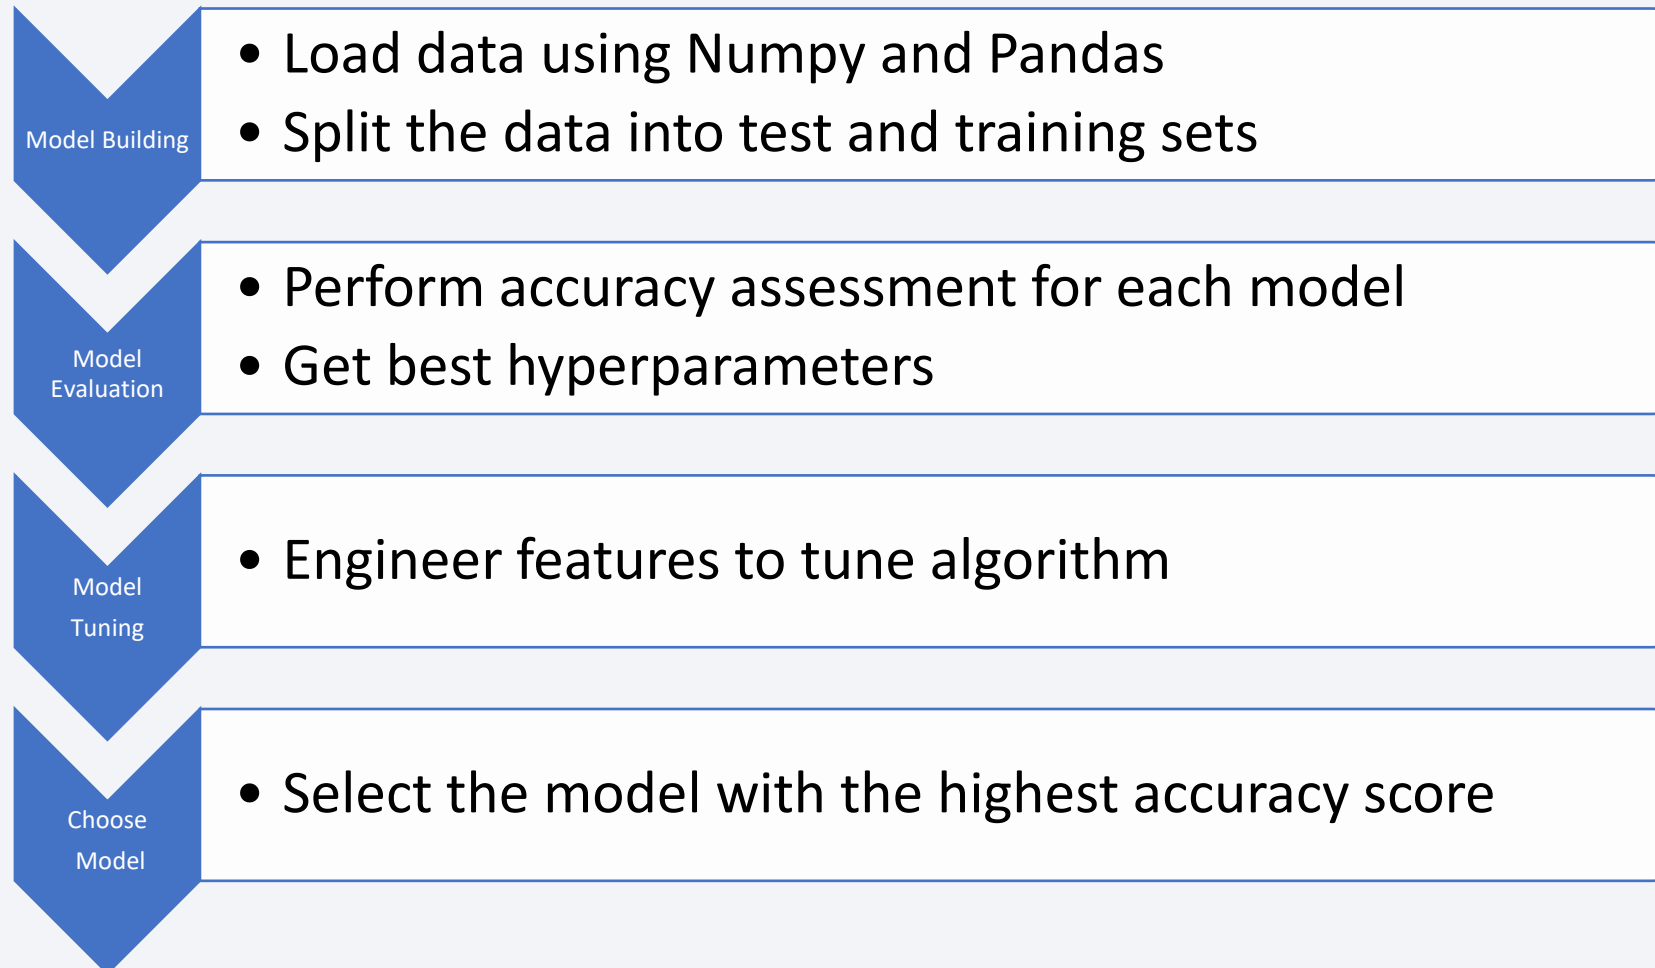 Model Building
• Load data using Numpy and Pandas
• Split the data into test and training sets
Model
Evaluation
• Perform accuracy assessment for each model
• Get best hyperparameters
Model
Tuning
• Engineer features to tune algorithm
Choose
Model
• Select the model with the highest accuracy score